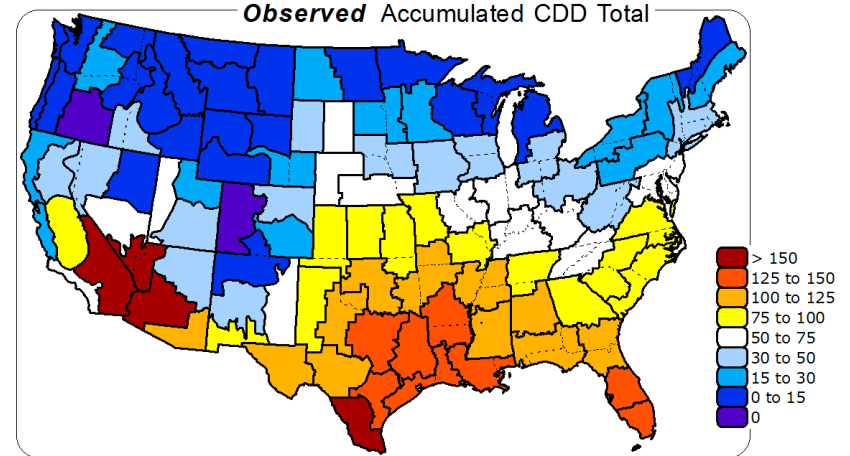 Observed Accumulated CDD Total
> 150
125 to 150
100 to 125
75 to 100
50 to 75
30 to 50
15 to 30
0 to 15
0